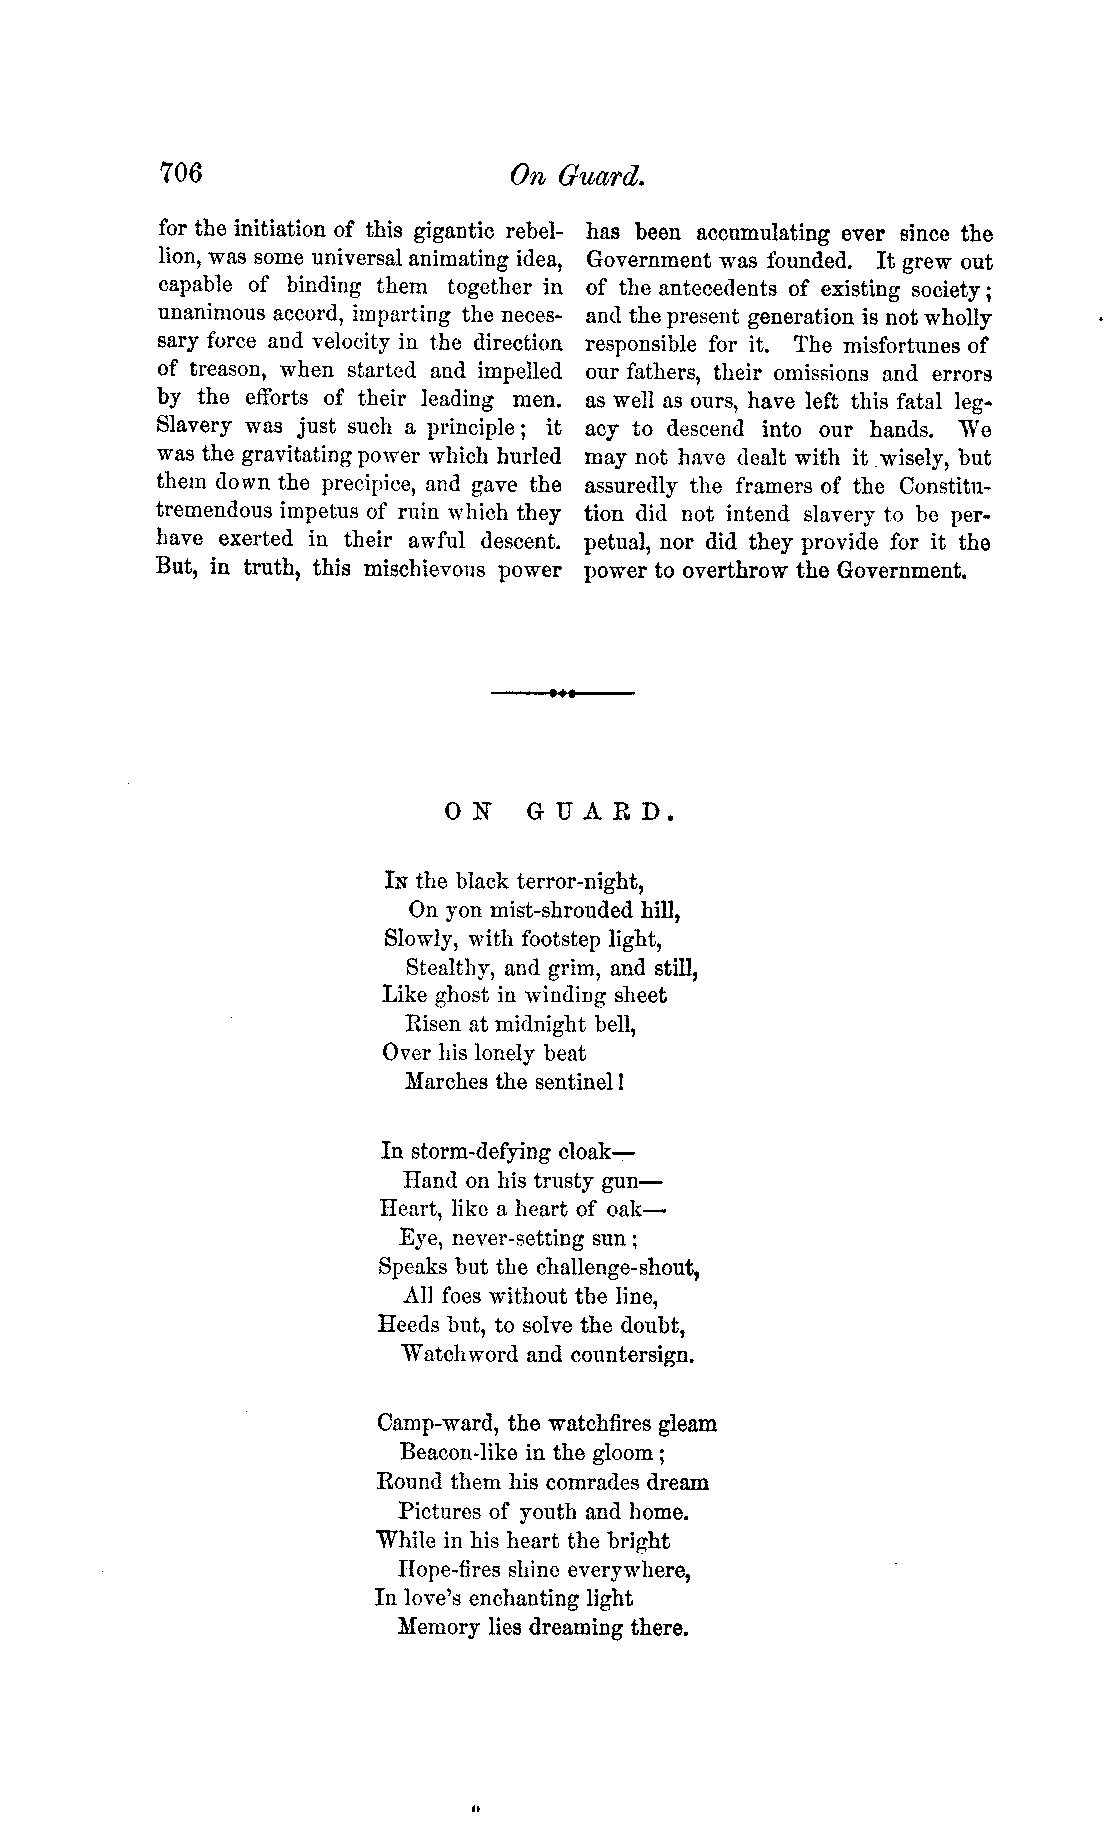 706 On Guard.
for the initiation of this gigantic rebel-
lion, was some universal animating idea,
capable of binding them together in
unanimous accord, imparting the neces-
sary force and velocity in the direction
of treason, when started and impelled
by the efforts of their leading men.
Slavery was just such a principle; it
was the gravitating power which hurled
them down the precipice, and gave the
tremendous impetus of ruin which they
have exerted in their awful descent.
But, in truth, this mischievous power
has been accumulating ever since the
Government was founded. It grew out
of the antecedents of existing society;
and the present generation is not wholly
responsible for it. The misfortunes of
our fathers, their omissions and errors
as well as ours, have left this fatal leg-
acy to descend into our hands. We
may not have dealt with it wisely, but
assuredly the framers of the Constitu-
tion did not intend slavery to be per-
petual, nor did they provide for it the
power to overthrow the Government.
ON GUARD.
In the black terror-night,
On yon mist-shrouded hill,
Slowly, with footstep light,
Stealthy, and grim, and still,
Like ghost in winding sheet
Risen at midnight bell,
Over his lonely beat
Marches the sentinel!
In storm-defying cloak—
Hand on his trusty gun—
Heart, like a heart of oak—
Eye, never-setting sun;
Speaks but the challenge-shout,
All foes without the line,
Heeds but, to solve the doubt,
Watchword and countersign.
Camp-ward, the watchfires gleam
Beacon-like in the gloom;
Round them his comrades dream
Pictures of youth and home.
While in his heart the bright
Hope-fires shine everywhere,
In love's enchanting light
Memory lies dreaming there.